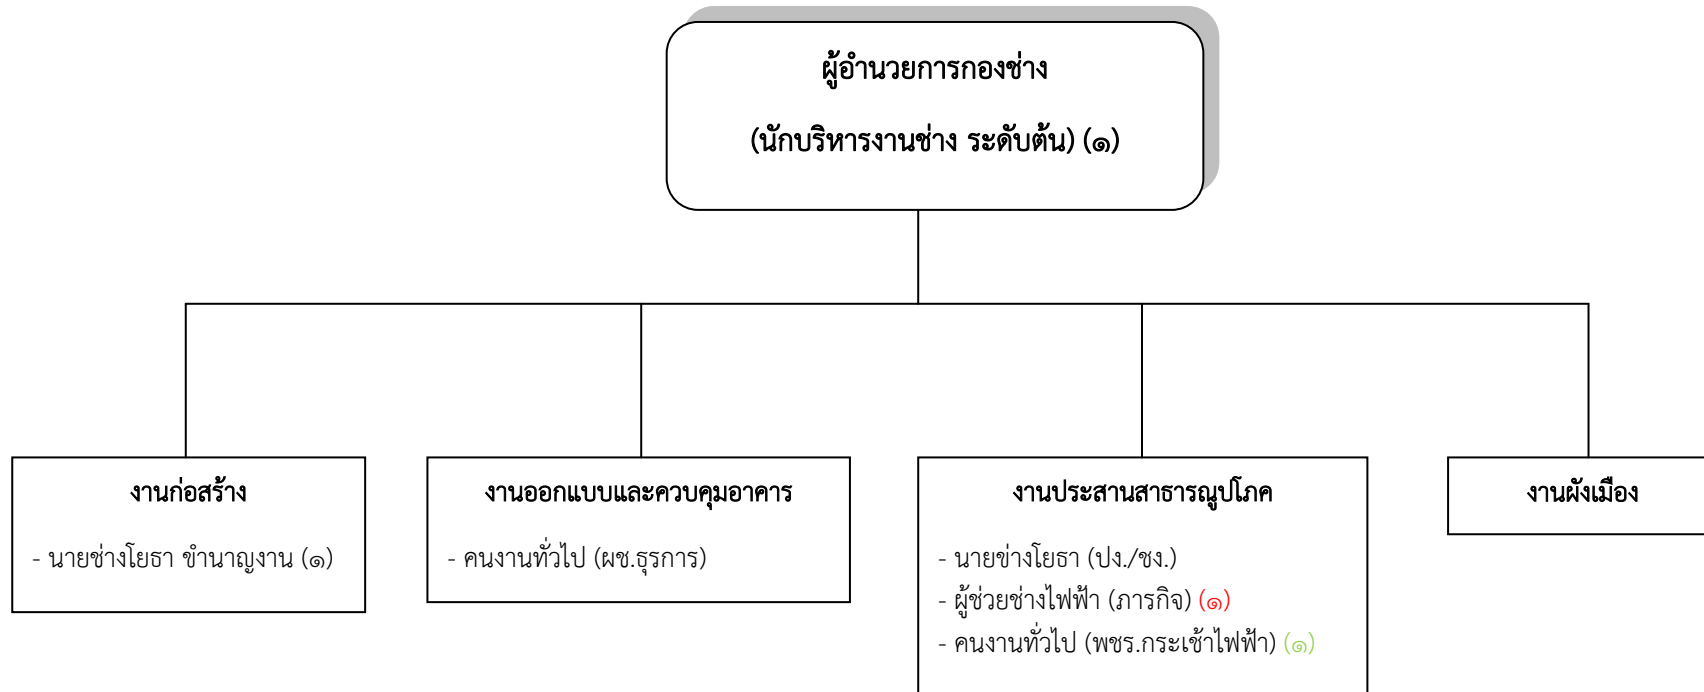 ผู้อำนวยการกองช่าง
(นักบริหารงานช่าง ระดับต้น) (๑)
งานก่อสร้าง
- นายช่างโยธา ชำนาญงาน (๑)
งานออกแบบและควบคุมอาคาร
- คนงานทั่วไป (ผช.ธุรการ)
งานประสานสาธารณูปโภค
- นายข่างโยธา (ปง./ชง.)
- ผู้ช่วยช่างไฟฟ้า (ภารกิจ) (๑)
- คนงานทั่วไป (พชร.กระเช้าไฟฟ้า) (๑)
งานผังเมือง